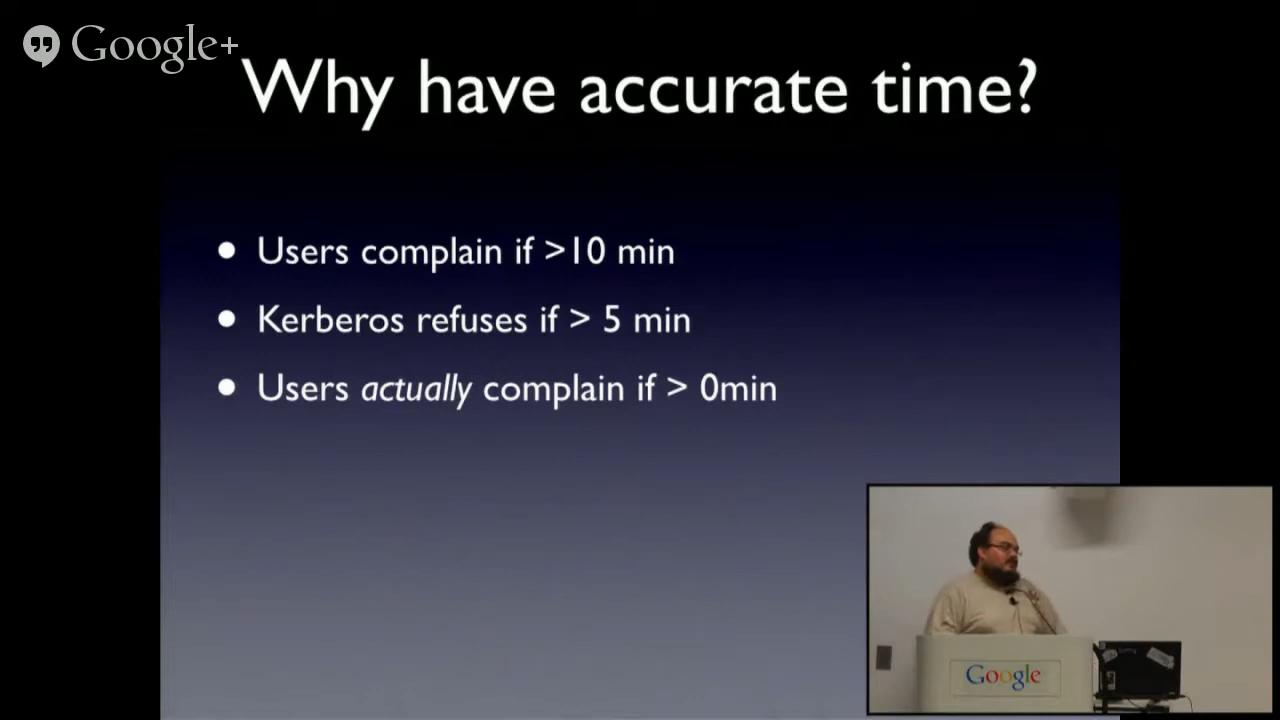 Google+
Why have accurate time?
• Users complain if >10 min
• Kerberos refuses if > 5 min
• Users actually complain if > 0min
Google